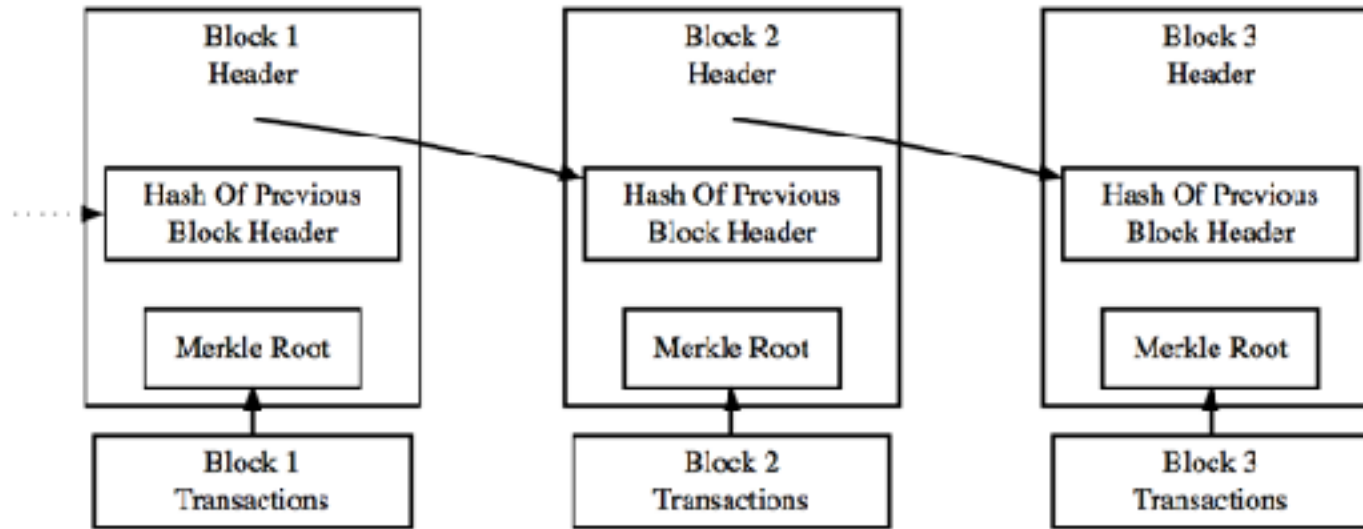 Block 1
Header
Hash Of Previous
Block Header
Merkle Root
Block 1
Transactions
Block 2
Header
Hash Of Previous
Block Header
Merkle Root
Block 2
Transactions
Block 3
Header
Hash Of Previous
Block Header
Merkle Root
Block 3
Transactions